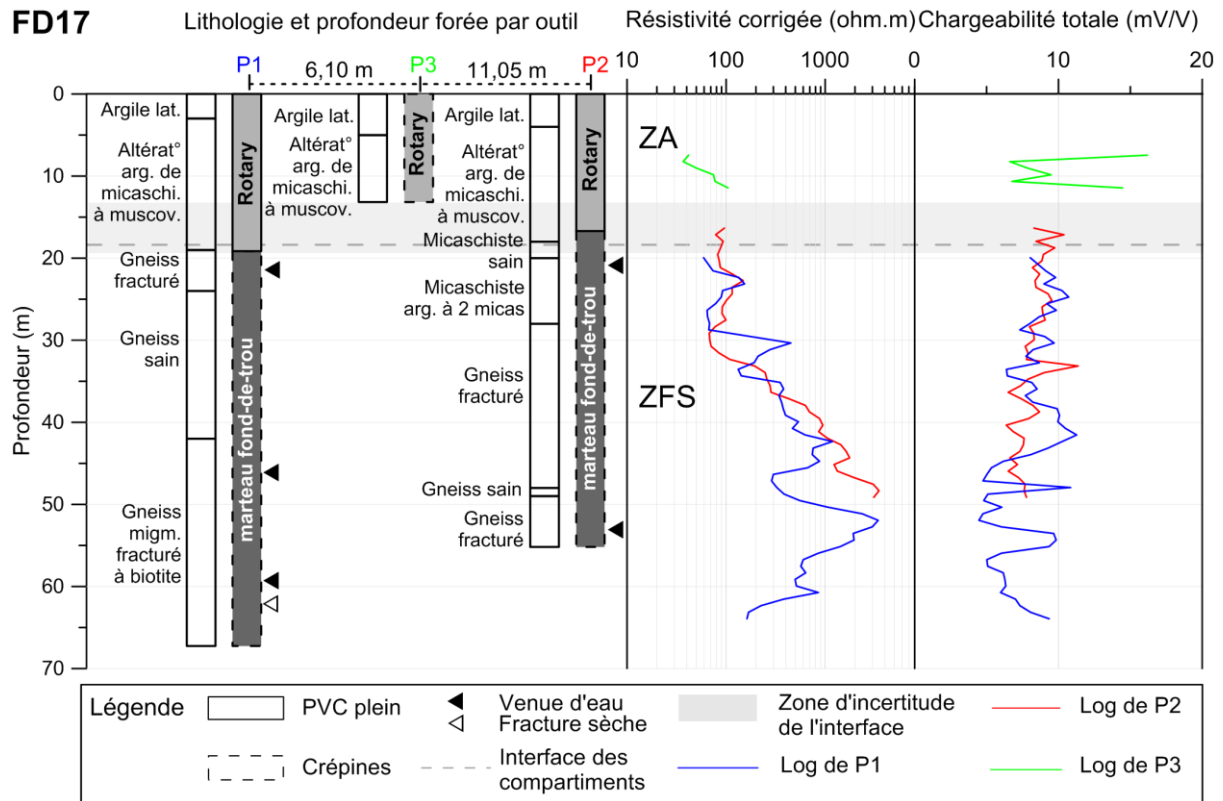 FD17
Lithologie et profondeur forée par outil
Résistivité corrigée (ohm.m)
Chargeabilité totale (mV/V)
P1
6,10 m
P3
11,05 m
P2
10
100
1000
0
10
20
0
10
20
30
40
50
60
70
Profondeur (m)
Argile lat.
Altérat°
arg. de
micaschi.
à muscov.
Gneiss
fracturé
Gneiss
sain
Gneiss
migm.
fracturé
à biotite
Rotary
marteau fond-de-trou
Argile lat.
Altérat°
arg. de
micaschi.
à muscov.
Rotary
Argile lat.
Altérat°
arg. de
micaschi.
à muscov.
Micaschiste
sain
Micaschiste
arg. à 2 micas
Gneiss
fracturé
Gneiss sain
Gneiss
fracturé
Rotary
marteau fond-de-trou
ZA
ZFS
Légende
PVC plein
Crépines
Venue d'eau
Fracture sèche
Interface des
compartiments
Zone d'incertitude
de l'interface
Log de P1
Log de P2
Log de P3